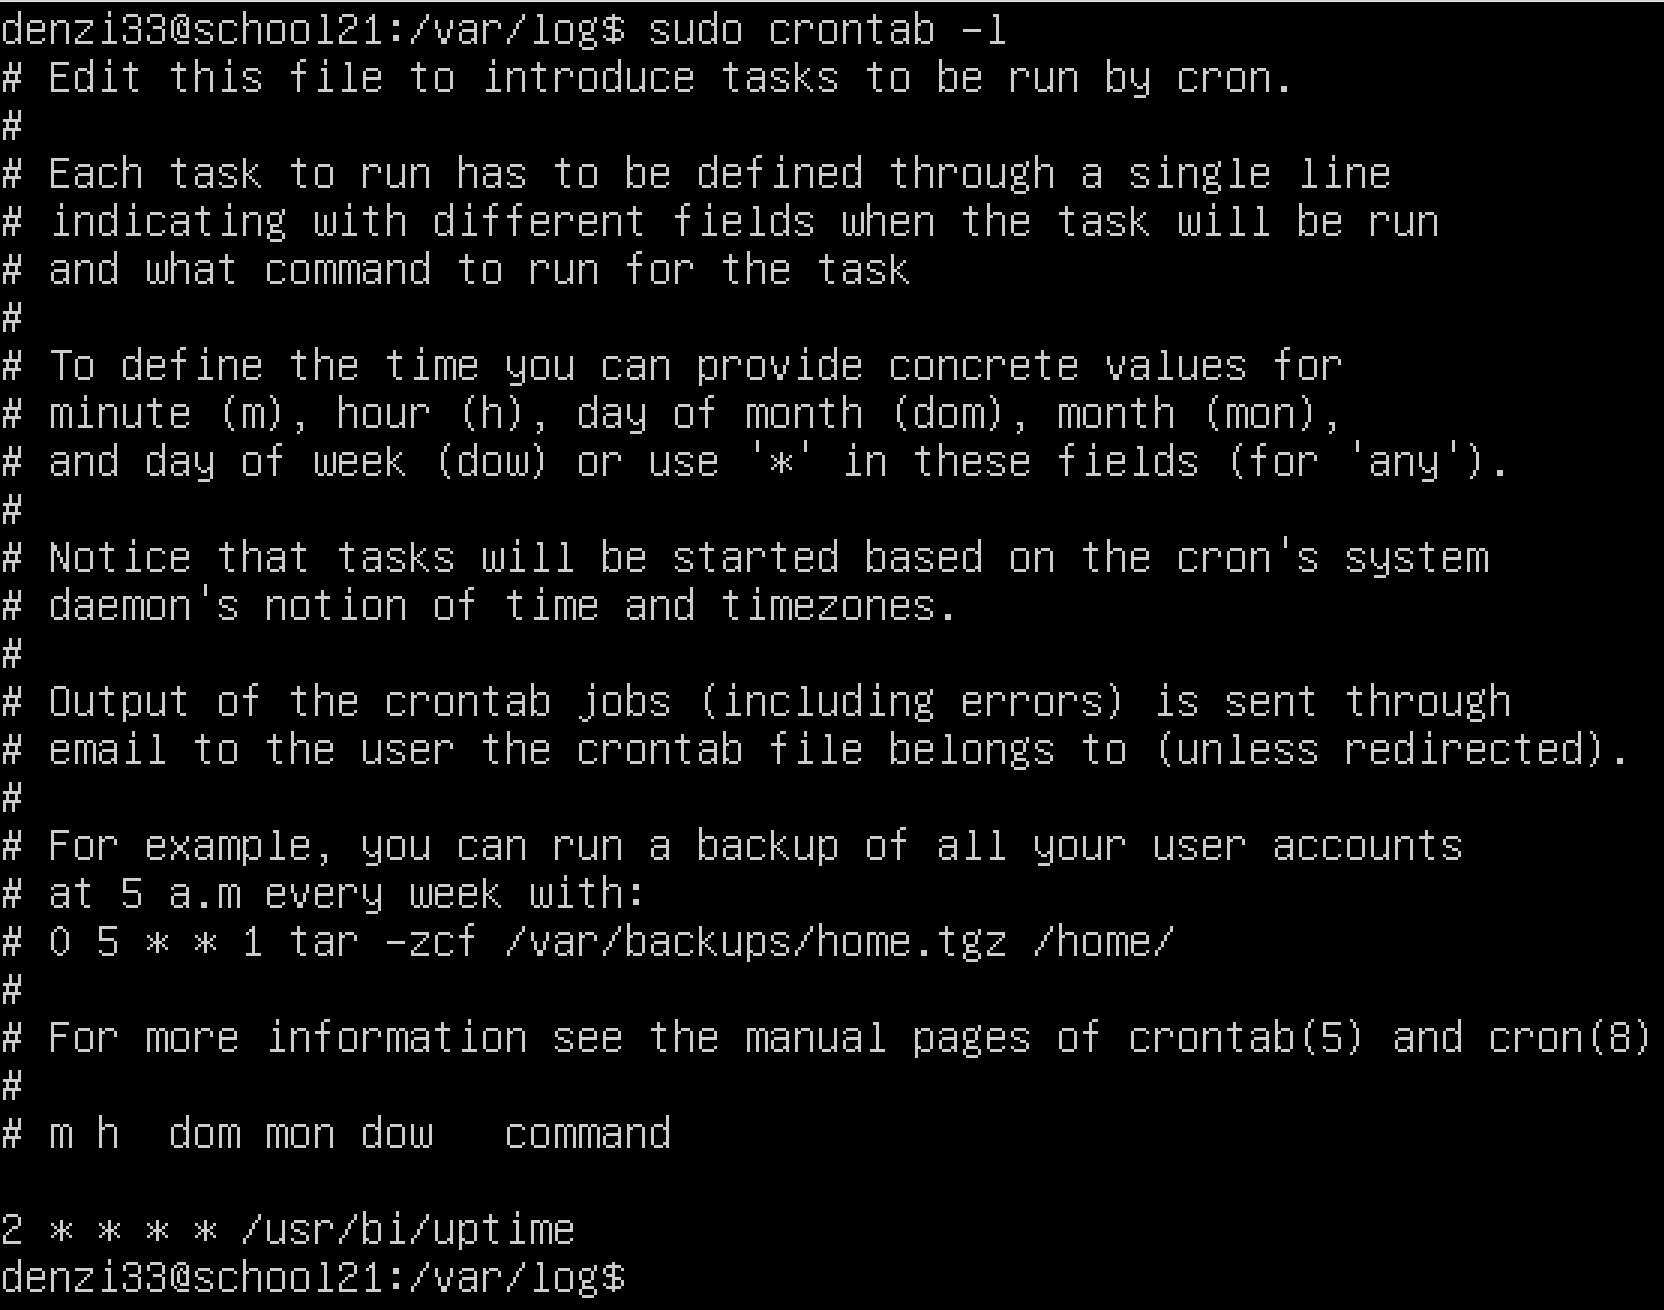 denzi33@school21:/var/log$ sudo crontab -l
# Edit this file to introduce tasks to be run by cron.
#
# Each task to run has to be defined through a single line
# indicating with different fields when the task will be run
# and what command to run for the task
#
# To define the time you can provide concrete values for
# minute (m), hour (h), day of month (dom), month (mon),
# and day of week (dow) or use '*' in these fields (for 'any').
#
# Notice that tasks will be started based on the cron's system
# daemon's notion of time and timezones.
#
# Output of the crontab jobs (including errors) is sent through
# email to the user the crontab file belongs to (unless redirected).
#
# For example, you can run a backup of all your user accounts
# at 5 a.m every week with:
# 0 5 * * 1 tar -zcf /var/backups/home.tgz /home/
#
# For more information see the manual pages of crontab(5) and cron(8)
#
# m h  dom mon dow   command

2 * * * * /usr/bi/uptime
denzi33@school21:/var/log$